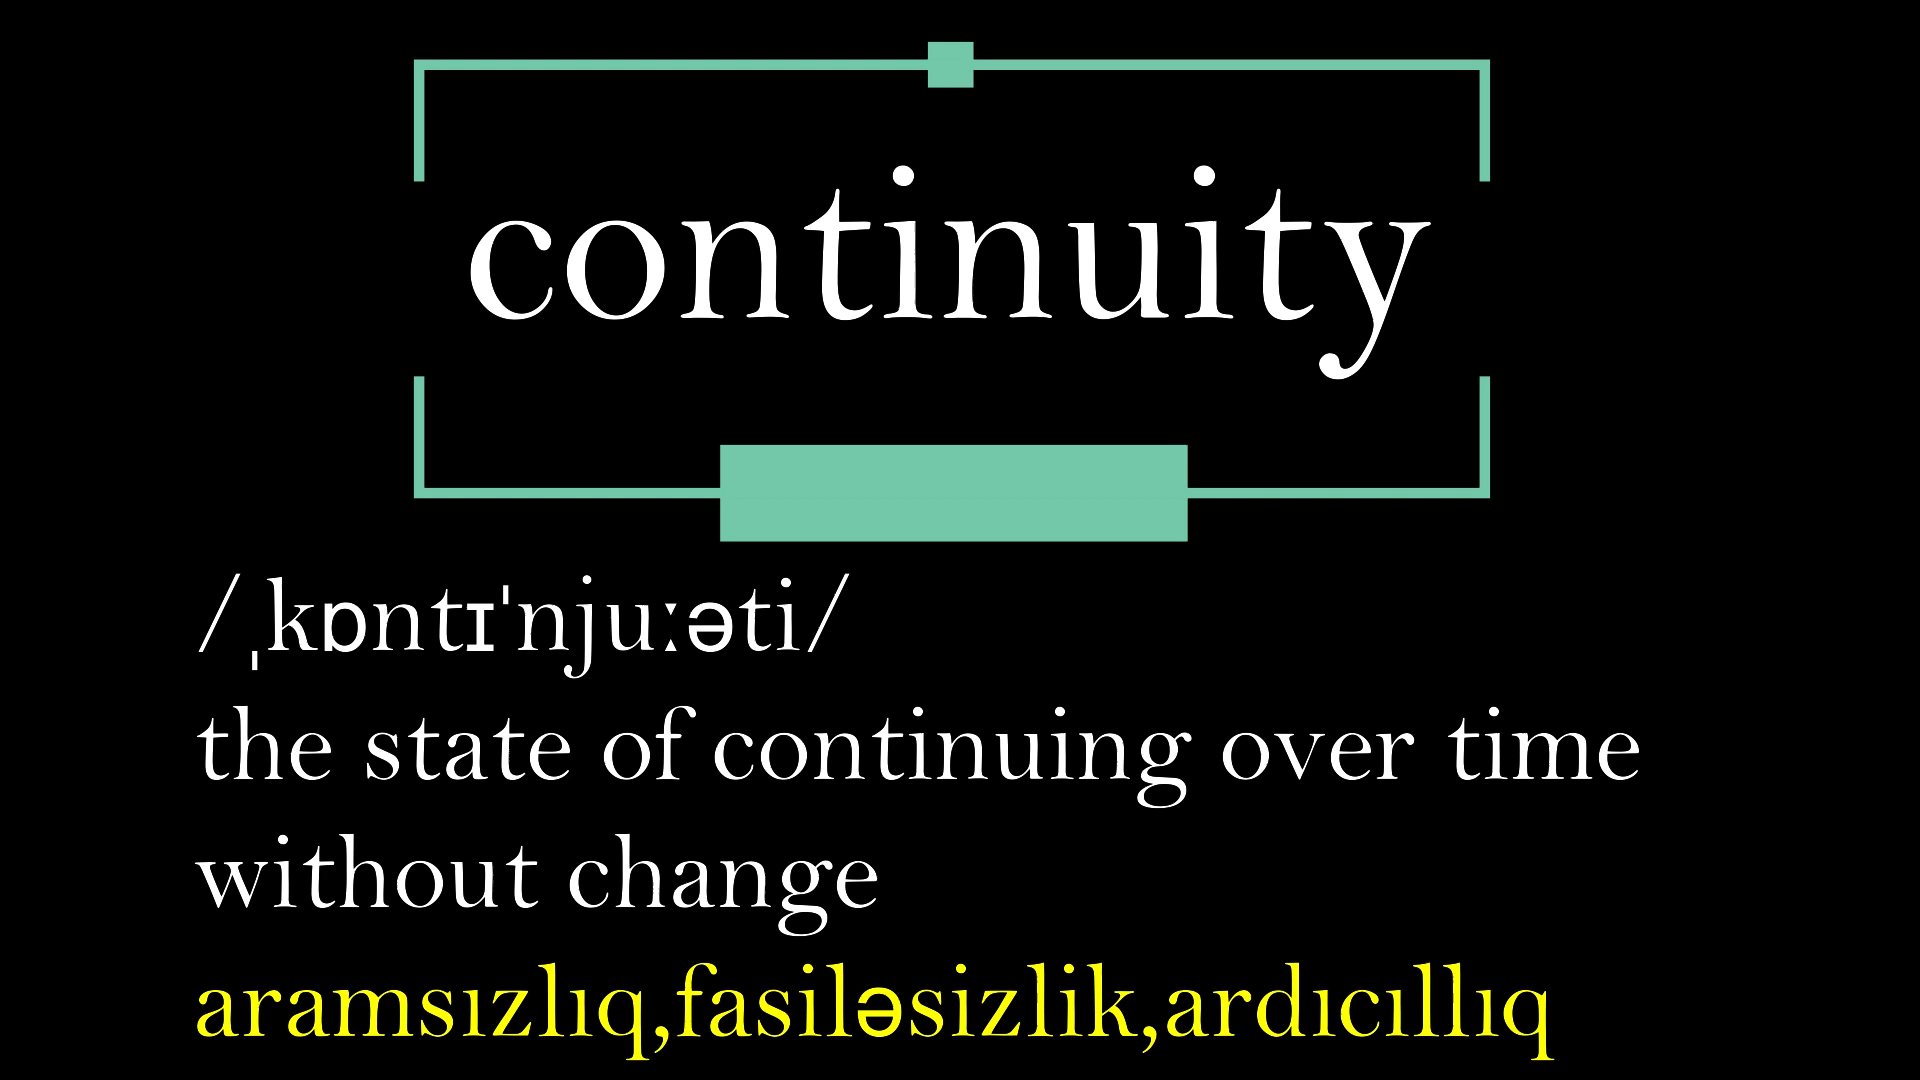 continuity
/ˌkɒntɪˈnjuːəti/
the state of continuing over time
without change
aramsızlıq,fasiləsizlik,ardıcıllıq